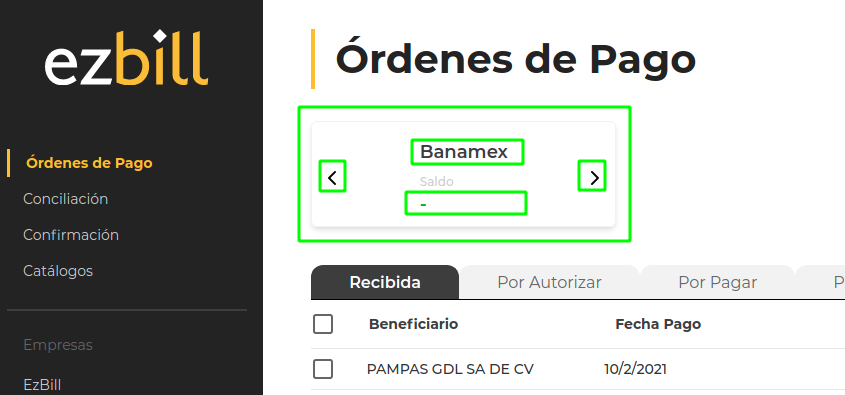 ezbill
Órdenes de Pago
Conciliación
Confirmación
Catálogos
Empresas
EzBill
Órdenes de Pago
Banamex
Saldo
-
Recibida Por Autorizar Por Pagar P
Beneficiario Fecha Pago
PAMPAS GDL SA DE CV 10/2/2021